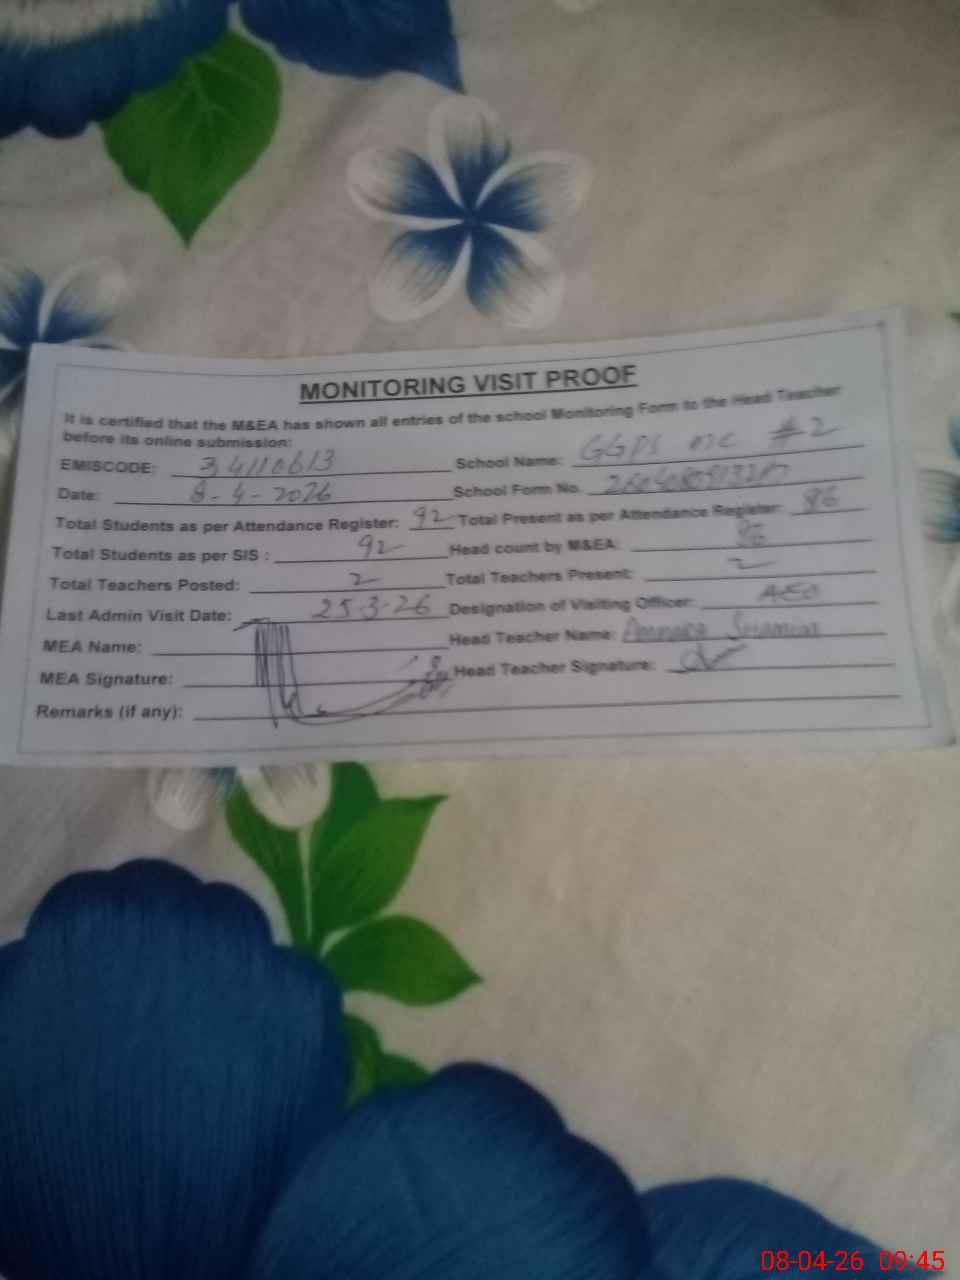 MONITORING VISIT PROOF
It is certified that the M&EA has shown all entries of the school Monitoring Form to the Head Teacher
before its online submission:
EMISCODE: 34110613 School Name: GGPS MC #2
Date: 8-4-2026 School Form No.
Total Students as per Attendance Register: 92 Total Present as per Attendance Register: 86
Total Students as per SIS : 92 Head count by M&EA: 86
Total Teachers Posted: 2 Total Teachers Present: 2
Last Admin Visit Date: 25-3-26 Designation of Visiting Officer: AEO
MEA Name: Head Teacher Name:
MEA Signature: Head Teacher Signature:
Remarks (if any):
08-04-26 09:45